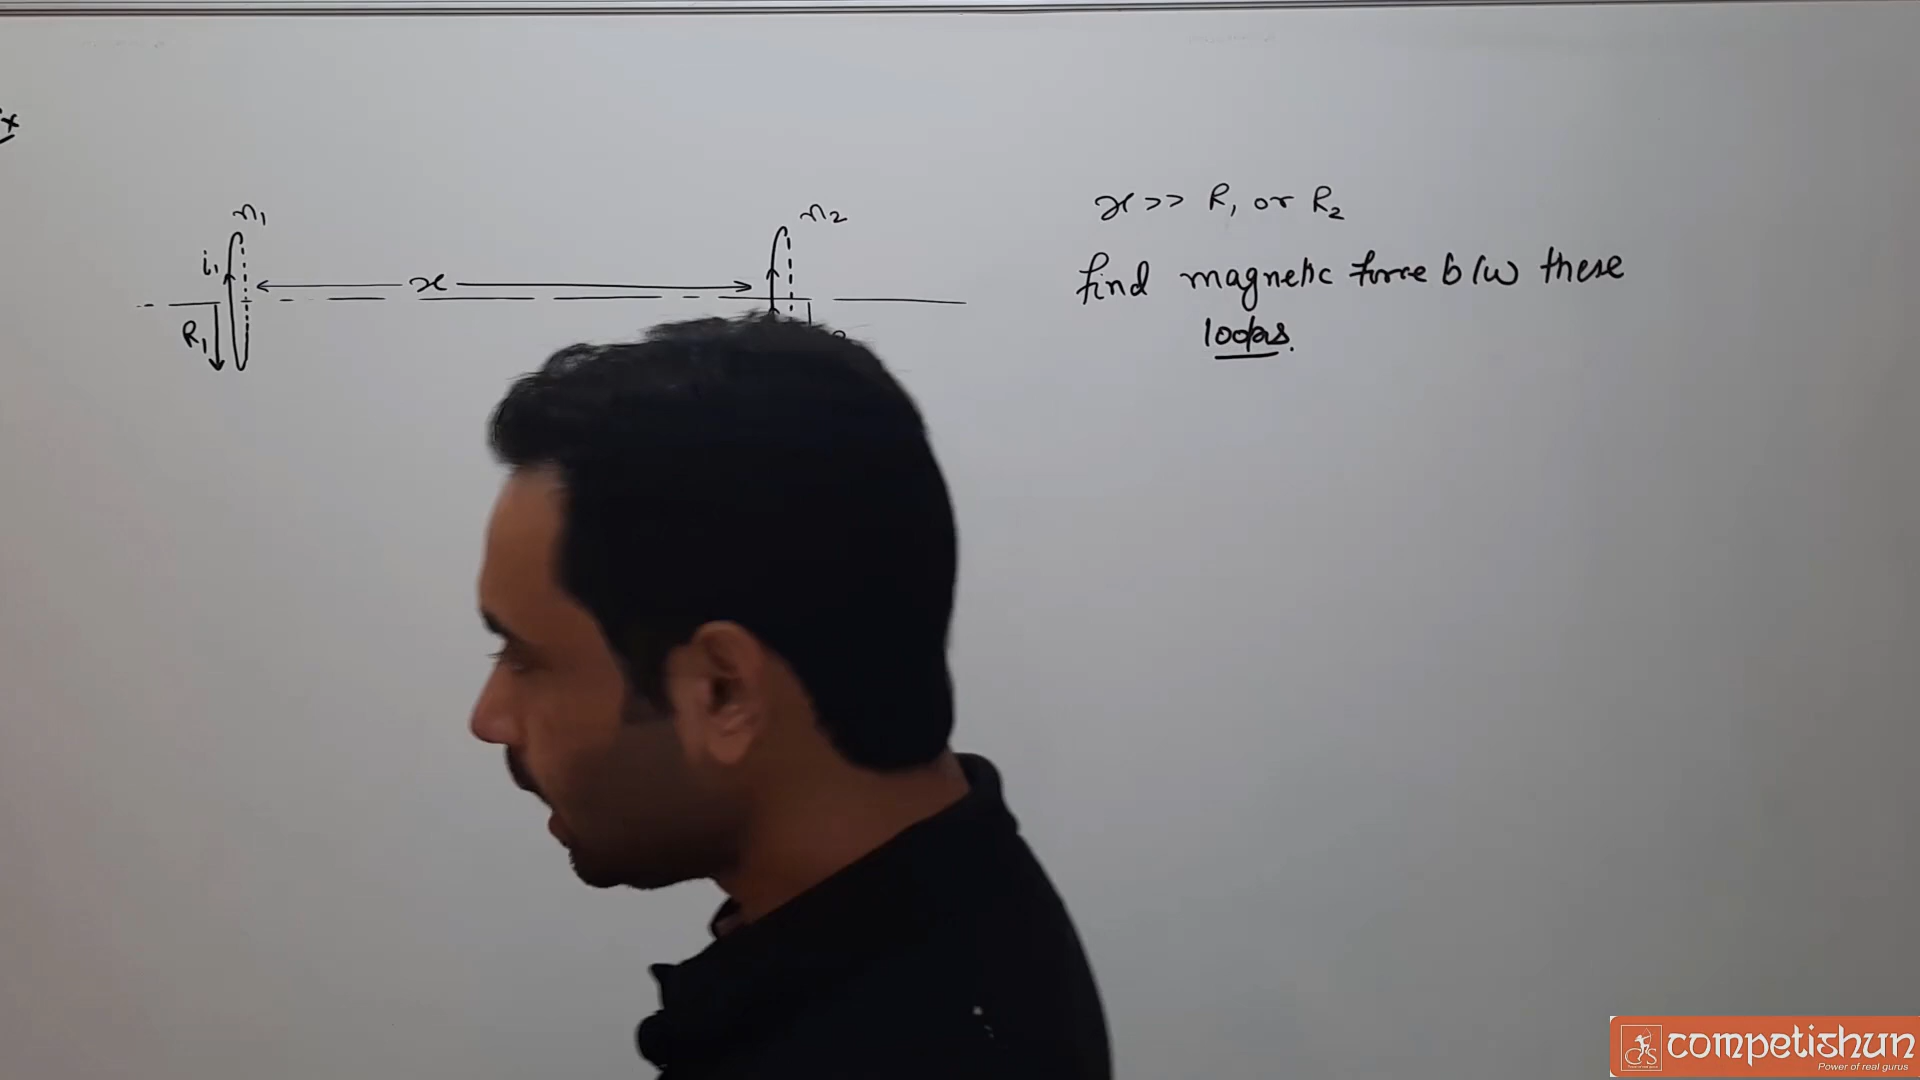 n₁
n₂
i₁
x
R₁
x >> R₁ or R₂
find magnetic force b/w these
loops.
competishun
Power of real gurus